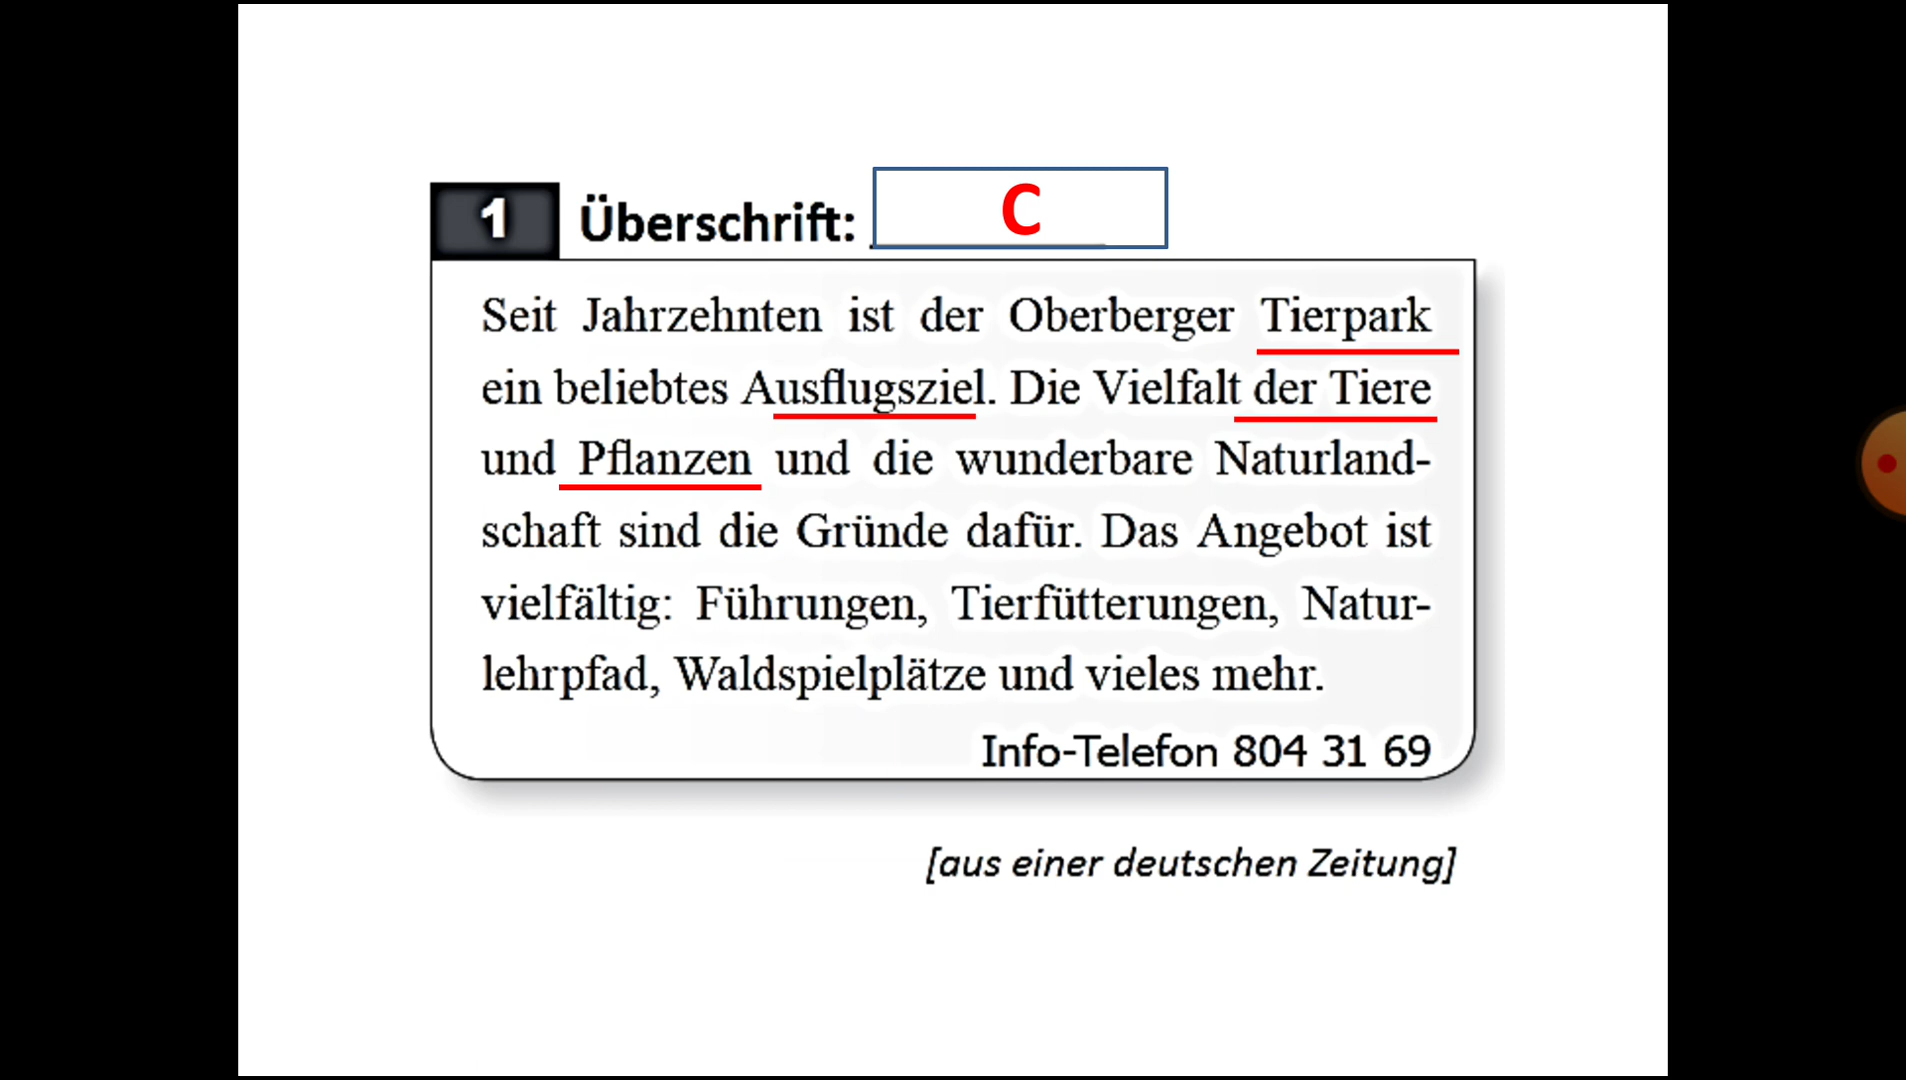 1 Überschrift: C
Seit Jahrzehnten ist der Oberberger Tierpark
ein beliebtes Ausflugsziel. Die Vielfalt der Tiere
und Pflanzen und die wunderbare Naturland-
schaft sind die Gründe dafür. Das Angebot ist
vielfältig: Führungen, Tierfütterungen, Natur-
lehrpfad, Waldspielplätze und vieles mehr.
Info-Telefon 804 31 69
[aus einer deutschen Zeitung]